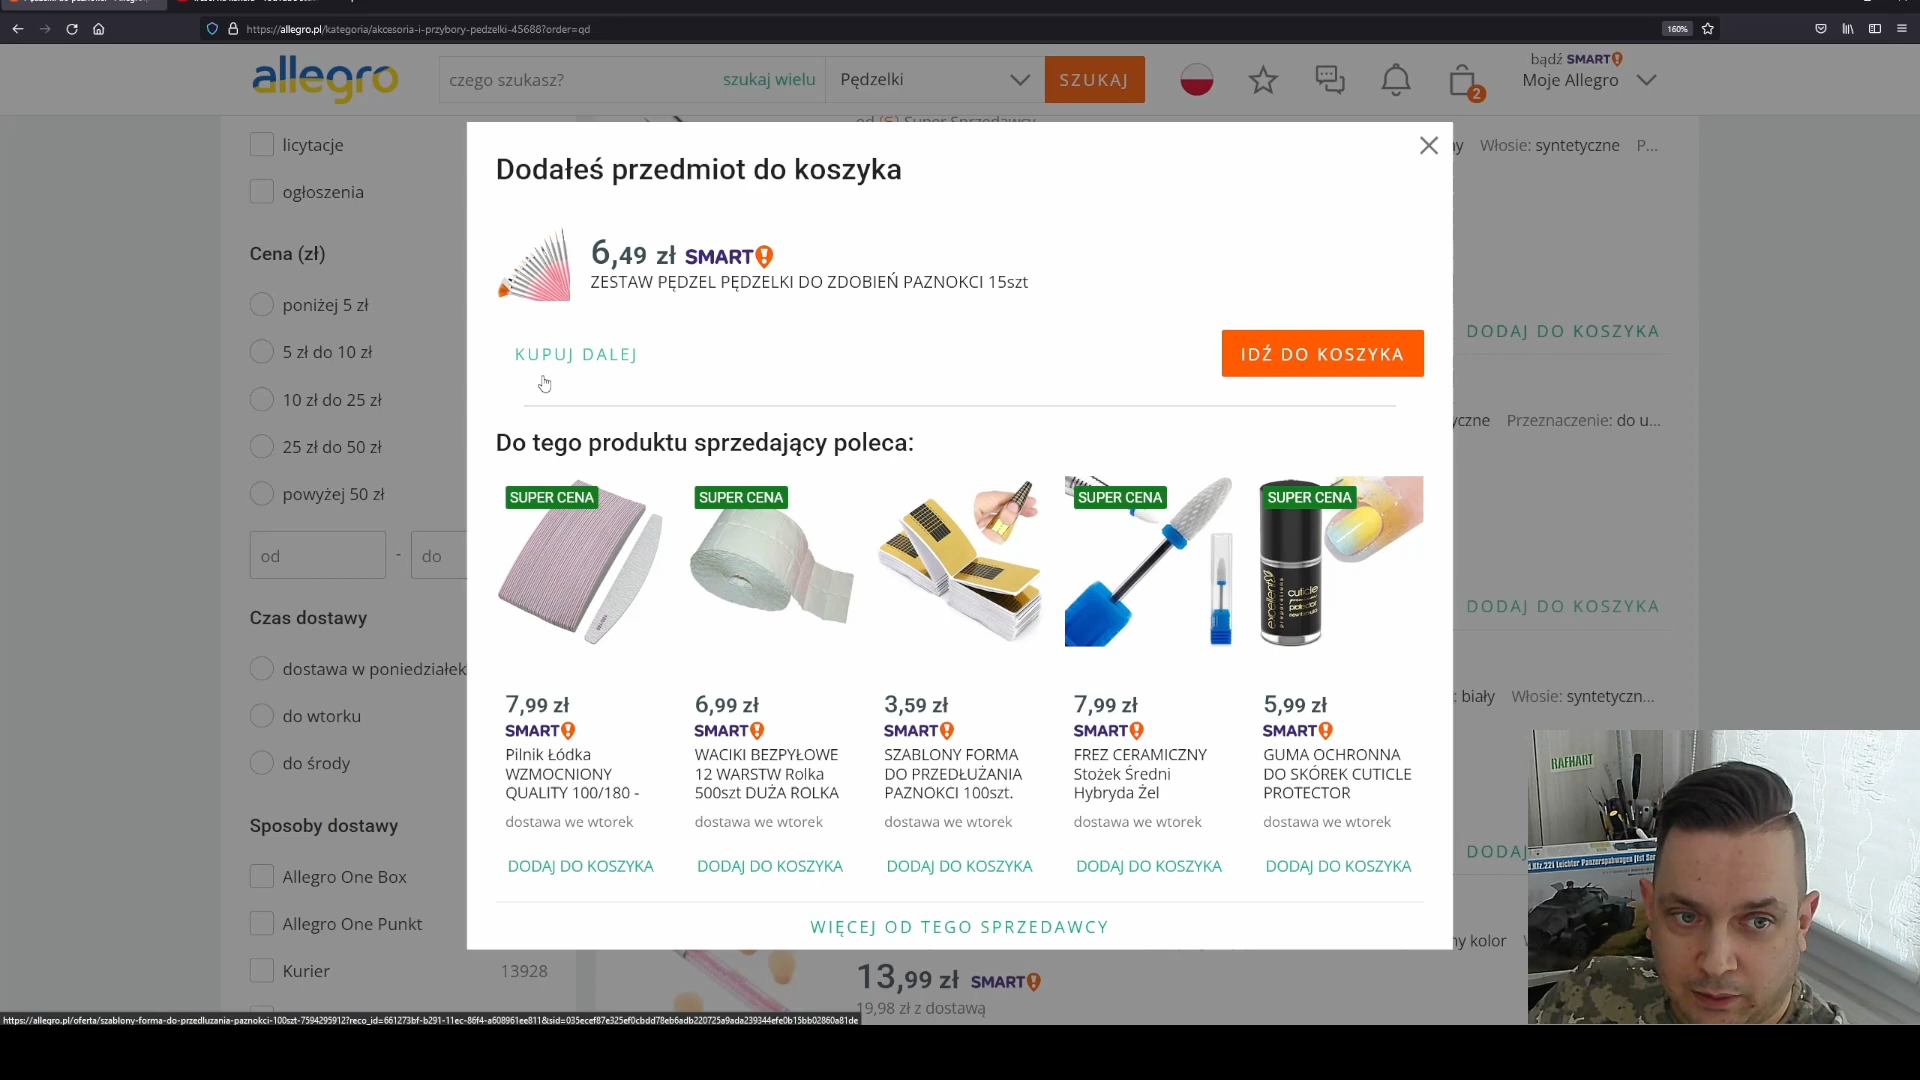 https://allegro.pl/kategoria/akcesoria-i-przybory-pedzelki-45688?order=qd
160%
allegro
czego szukasz?
szukaj wielu
Pędzelki
SZUKAJ
2
bądź SMART!
Moje Allegro
licytacje
ogłoszenia
Cena (zł)
poniżej 5 zł
5 zł do 10 zł
10 zł do 25 zł
25 zł do 50 zł
powyżej 50 zł
od - do
Czas dostawy
dostawa w poniedziałek
do wtorku
do środy
Sposoby dostawy
Allegro One Box
Allegro One Punkt
Kurier 13928
Włosie: syntetyczne P...
DODAJ DO KOSZYKA
Przeznaczenie: do u...
DODAJ DO KOSZYKA
: biały Włosie: syntetyczn...
DODAJ
ny kolor
Dodałeś przedmiot do koszyka
6,49 zł SMART!
ZESTAW PĘDZEL PĘDZELKI DO ZDOBIEŃ PAZNOKCI 15szt
KUPUJ DALEJ
IDŹ DO KOSZYKA
Do tego produktu sprzedający poleca:
SUPER CENA
7,99 zł
SMART!
Pilnik Łódka
WZMOCNIONY
QUALITY 100/180 -
dostawa we wtorek
DODAJ DO KOSZYKA
SUPER CENA
6,99 zł
SMART!
WACIKI BEZPYŁOWE
12 WARSTW Rolka
500szt DUŻA ROLKA
dostawa we wtorek
DODAJ DO KOSZYKA
3,59 zł
SMART!
SZABLONY FORMA
DO PRZEDŁUŻANIA
PAZNOKCI 100szt.
dostawa we wtorek
DODAJ DO KOSZYKA
SUPER CENA
7,99 zł
SMART!
FREZ CERAMICZNY
Stożek Średni
Hybryda Żel
dostawa we wtorek
DODAJ DO KOSZYKA
SUPER CENA
cuticle
protector
5,99 zł
SMART!
GUMA OCHRONNA
DO SKÓREK CUTICLE
PROTECTOR
dostawa we wtorek
DODAJ DO KOSZYKA
WIĘCEJ OD TEGO SPRZEDAWCY
13,99 zł SMART!
19,98 zł z dostawą
RAFHART
Leichter Panzerspähwagen